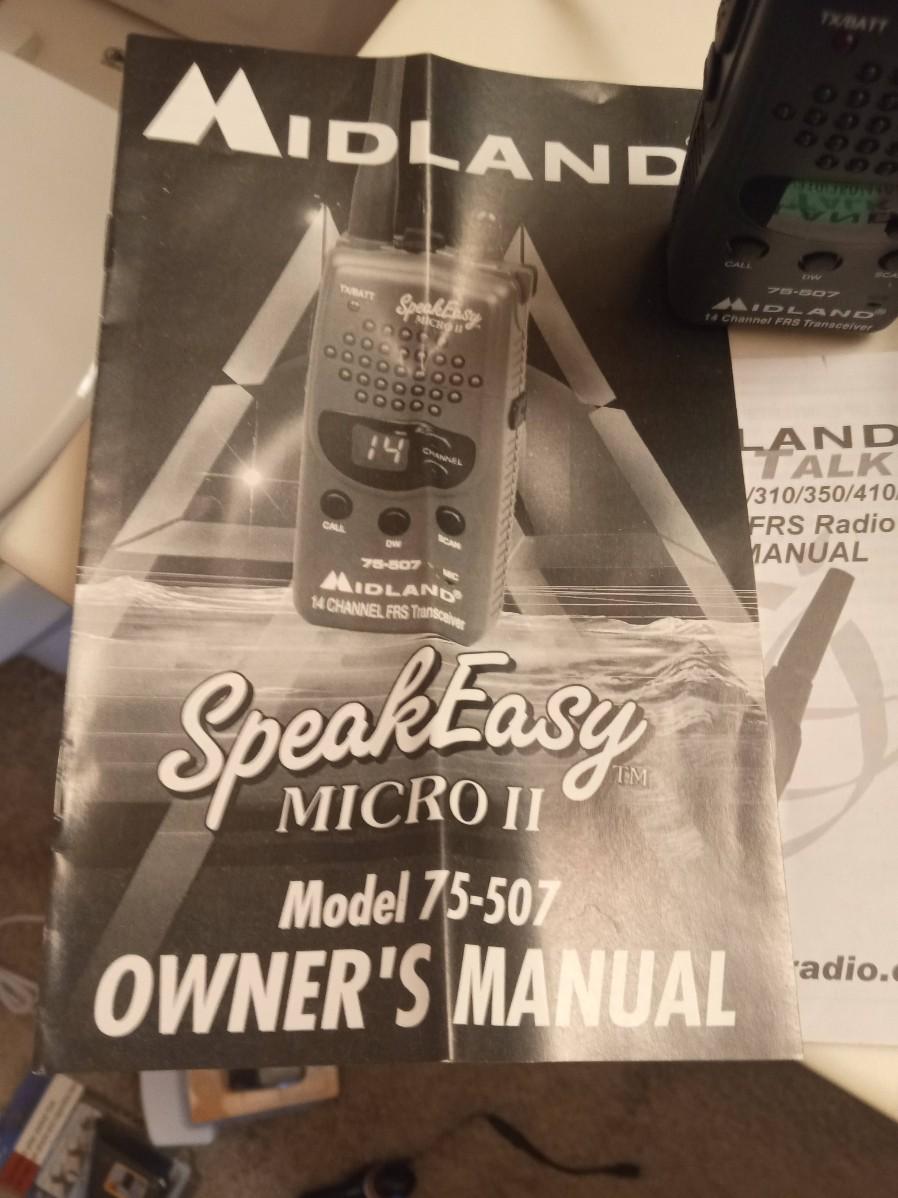 MIDLAND
TX/BATT
SpeakEasy
MICRO II
14
CHANNEL
CALL
DW
SCAN
75-507
MIC
MIDLAND®
14 CHANNEL FRS Transceiver
SpeakEasy™
MICRO II
Model 75-507
OWNER'S MANUAL
TX/BATT
CALL
DW
75-507
MIDLAND®
14 Channel FRS Transceiver
LAND
TALK
/310/350/410/
FRS Radio
MANUAL
radio.c